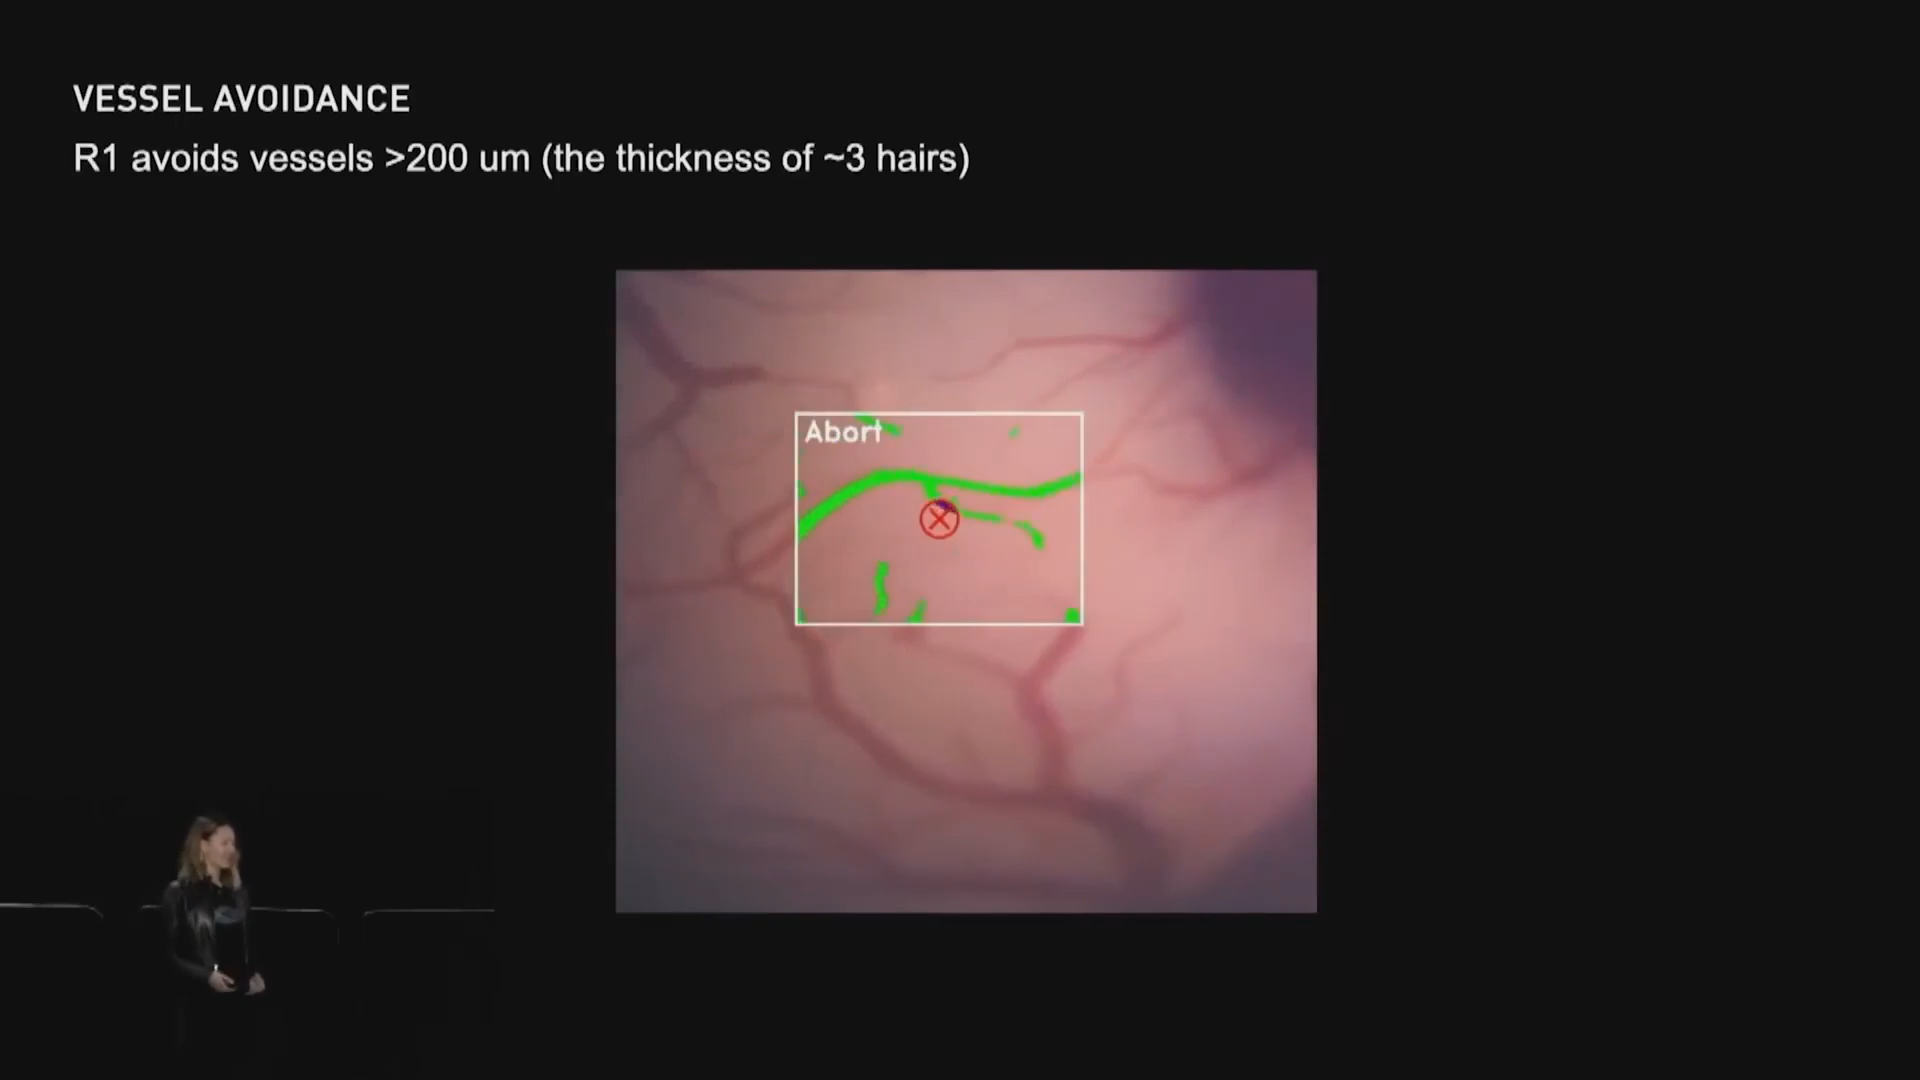 VESSEL AVOIDANCE
R1 avoids vessels >200 um (the thickness of ~3 hairs)
Abort